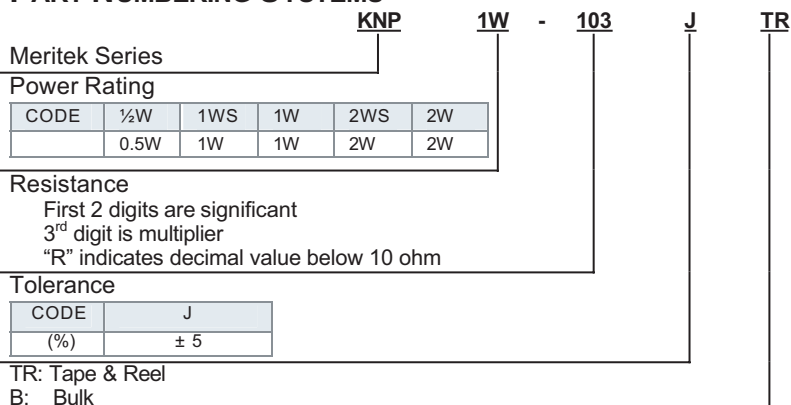 PART NUMBERING SYSTEMS
KNP 1W - 103 J TR
Meritek Series
Power Rating
CODE ½W 1WS 1W 2WS 2W
0.5W 1W 1W 2W 2W
Resistance
First 2 digits are significant
3rd digit is multiplier
“R” indicates decimal value below 10 ohm
Tolerance
CODE J
(%) ± 5
TR: Tape & Reel
B: Bulk